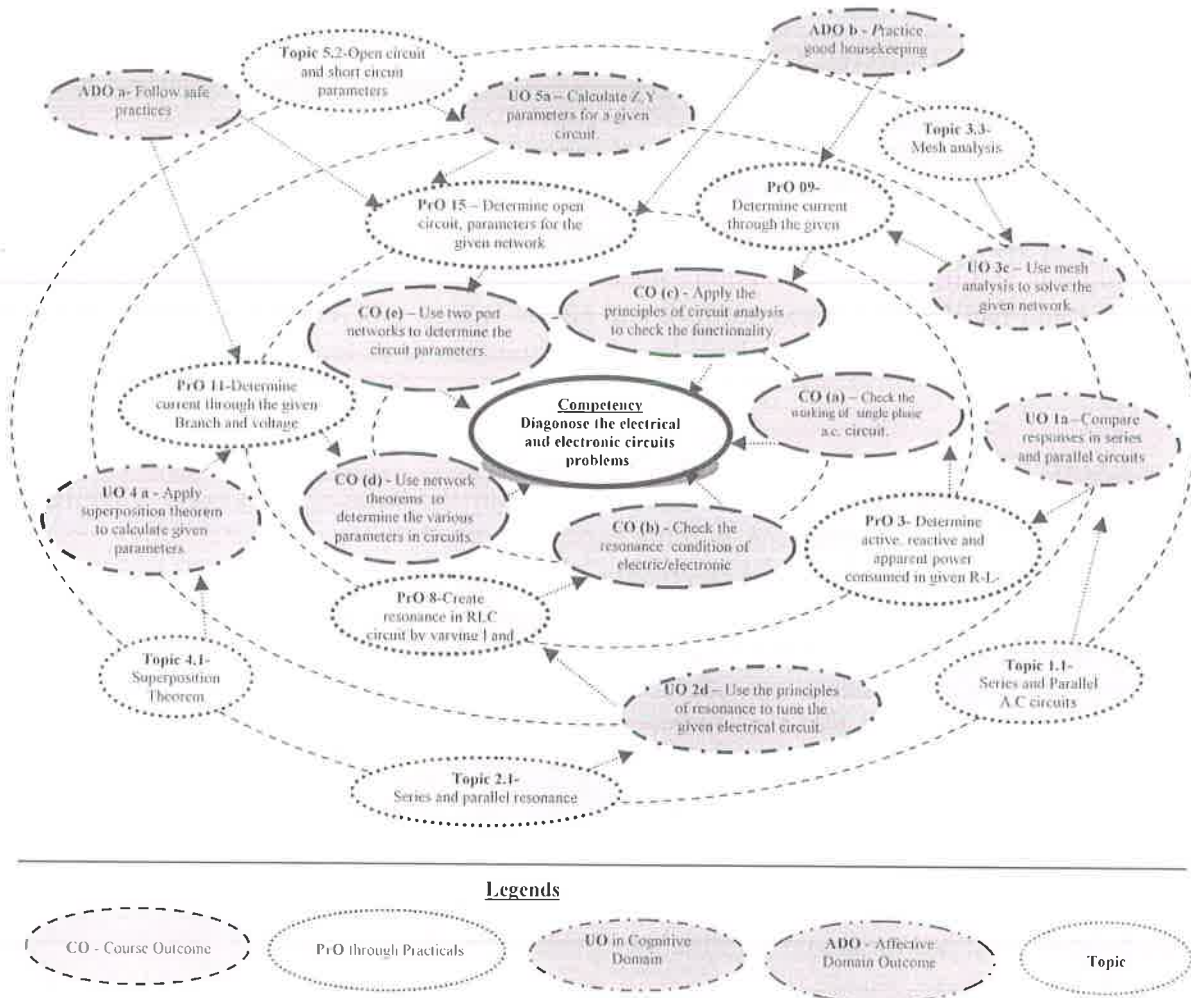 ADO b - Practice
good housekeeping
Topic 5.2-Open circuit
and short circuit
parameters
ADO a- Follow safe
practices
UO 5a – Calculate Z,Y
parameters for a given
circuit.
Topic 3.3-
Mesh analysis
PrO 15 – Determine open
circuit, parameters for the
given network
PrO 09-
Determine current
through the given
UO 3c – Use mesh
analysis to solve the
given network.
CO (e) – Use two port
networks to determine the
circuit parameters.
CO (c) - Apply the
principles of circuit analysis
to check the functionality
PrO 11-Determine
current through the given
Branch and voltage
Competency
Diagonose the electrical
and electronic circuits
problems
CO (a) – Check the
working of single phase
a.c. circuit.
UO 1a – Compare
responses in series
and parallel circuits
UO 4 a - Apply
superposition theorem
to calculate given
parameters
CO (d) - Use network
theorems to
determine the various
parameters in circuits
CO (b) - Check the
resonance condition of
electric/electronic
PrO 3- Determine
active, reactive and
apparent power
consumed in given R-L-
PrO 8-Create
resonance in RLC
circuit by varying l and
Topic 4.1-
Superposition
Theorem
UO 2d – Use the principles
of resonance to tune the
given electrical circuit
Topic 1.1-
Series and Parallel
A.C circuits
Topic 2.1-
Series and parallel resonance
Legends
CO - Course Outcome
PrO through Practicals
UO in Cognitive
Domain
ADO - Affective
Domain Outcome
Topic